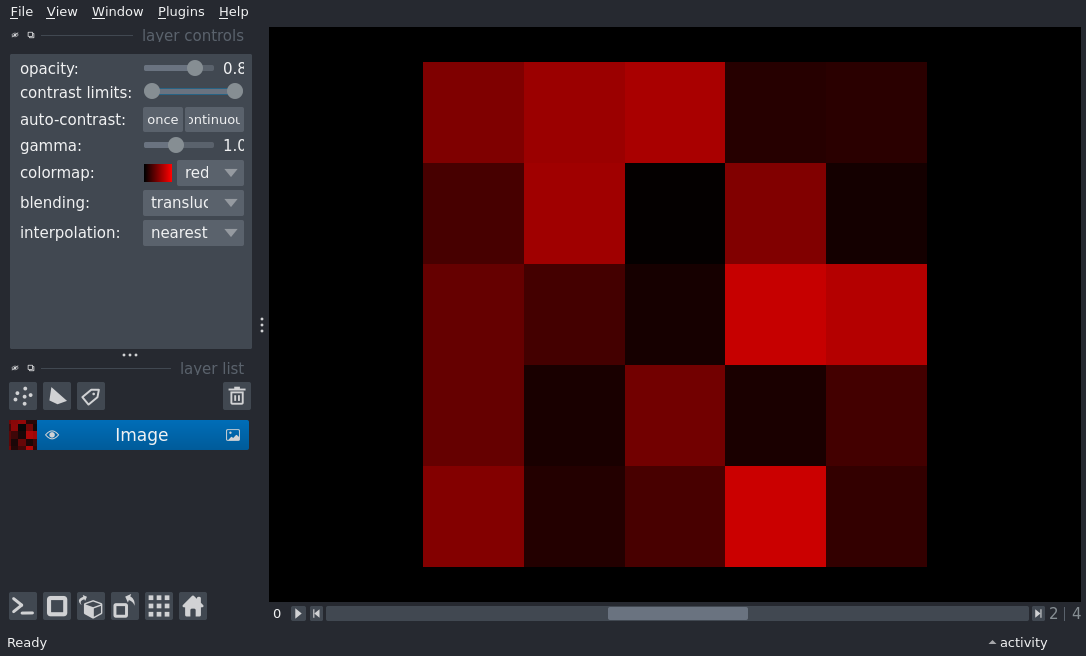 File View Window Plugins Help
layer controls
opacity: 0.8
contrast limits:
auto-contrast: once ontinuou
gamma: 1.0
colormap: red
blending: transluc
interpolation: nearest
layer list
Image
0 2 | 4
Ready
activity